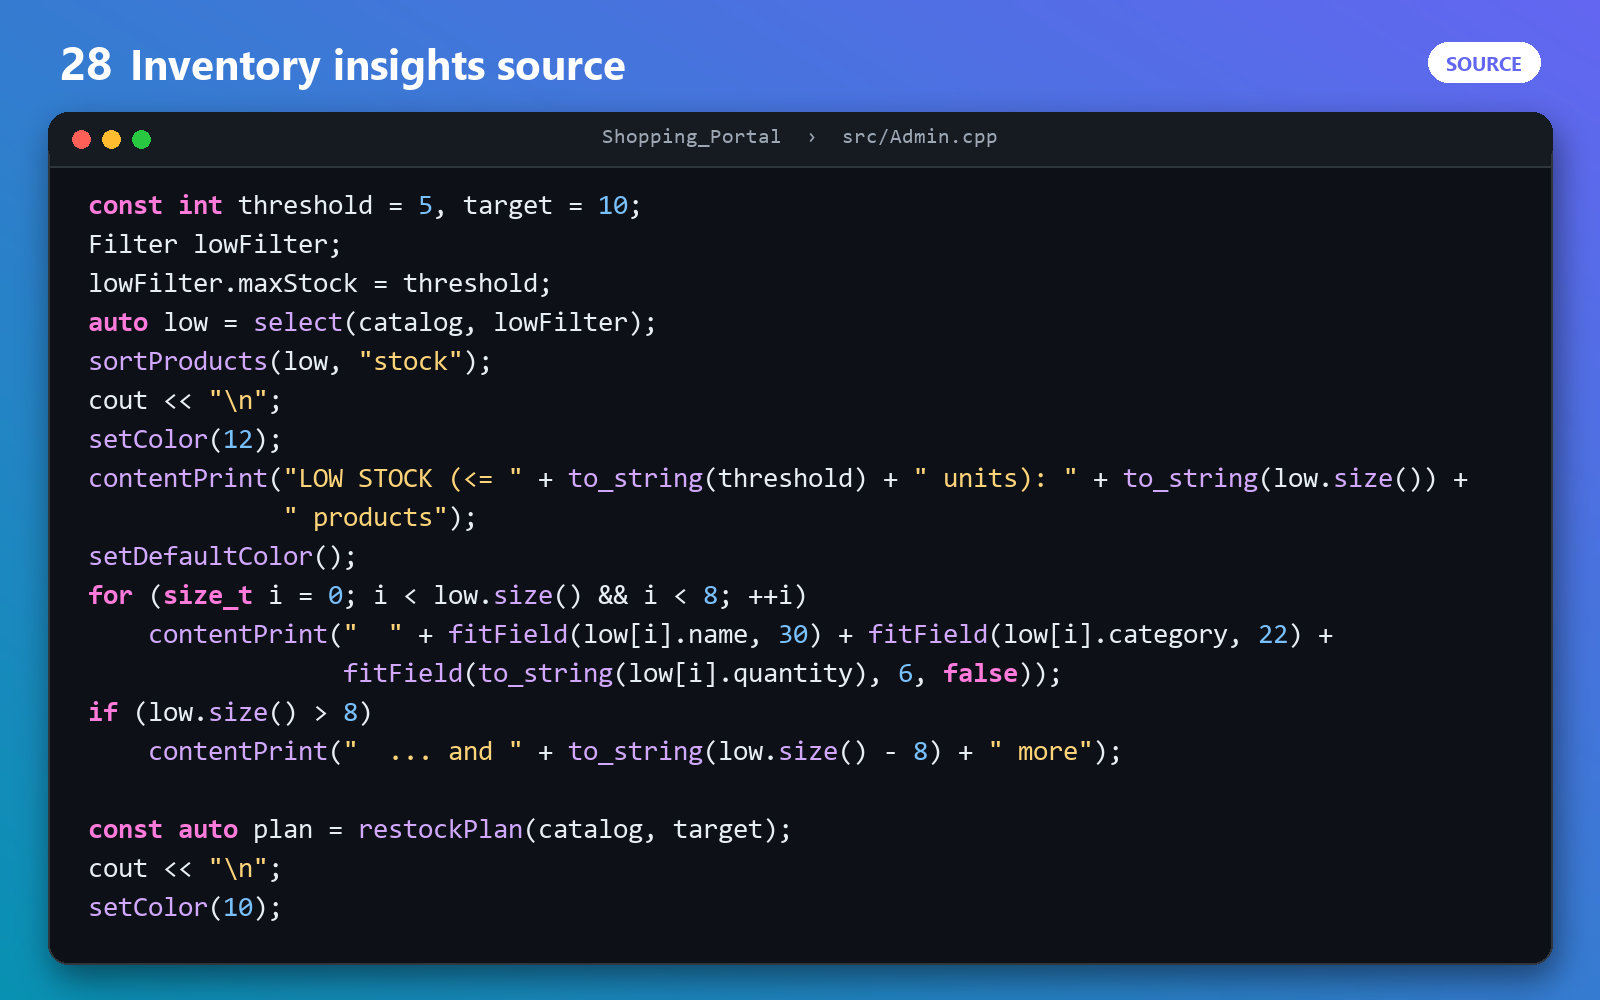 28 Inventory insights source
SOURCE
Shopping_Portal › src/Admin.cpp
const int threshold = 5, target = 10;
Filter lowFilter;
lowFilter.maxStock = threshold;
auto low = select(catalog, lowFilter);
sortProducts(low, "stock");
cout << "\n";
setColor(12);
contentPrint("LOW STOCK (<= " + to_string(threshold) + " units): " + to_string(low.size()) +
             " products");
setDefaultColor();
for (size_t i = 0; i < low.size() && i < 8; ++i)
    contentPrint("  " + fitField(low[i].name, 30) + fitField(low[i].category, 22) +
                 fitField(to_string(low[i].quantity), 6, false));
if (low.size() > 8)
    contentPrint("  ... and " + to_string(low.size() - 8) + " more");
const auto plan = restockPlan(catalog, target);
cout << "\n";
setColor(10);